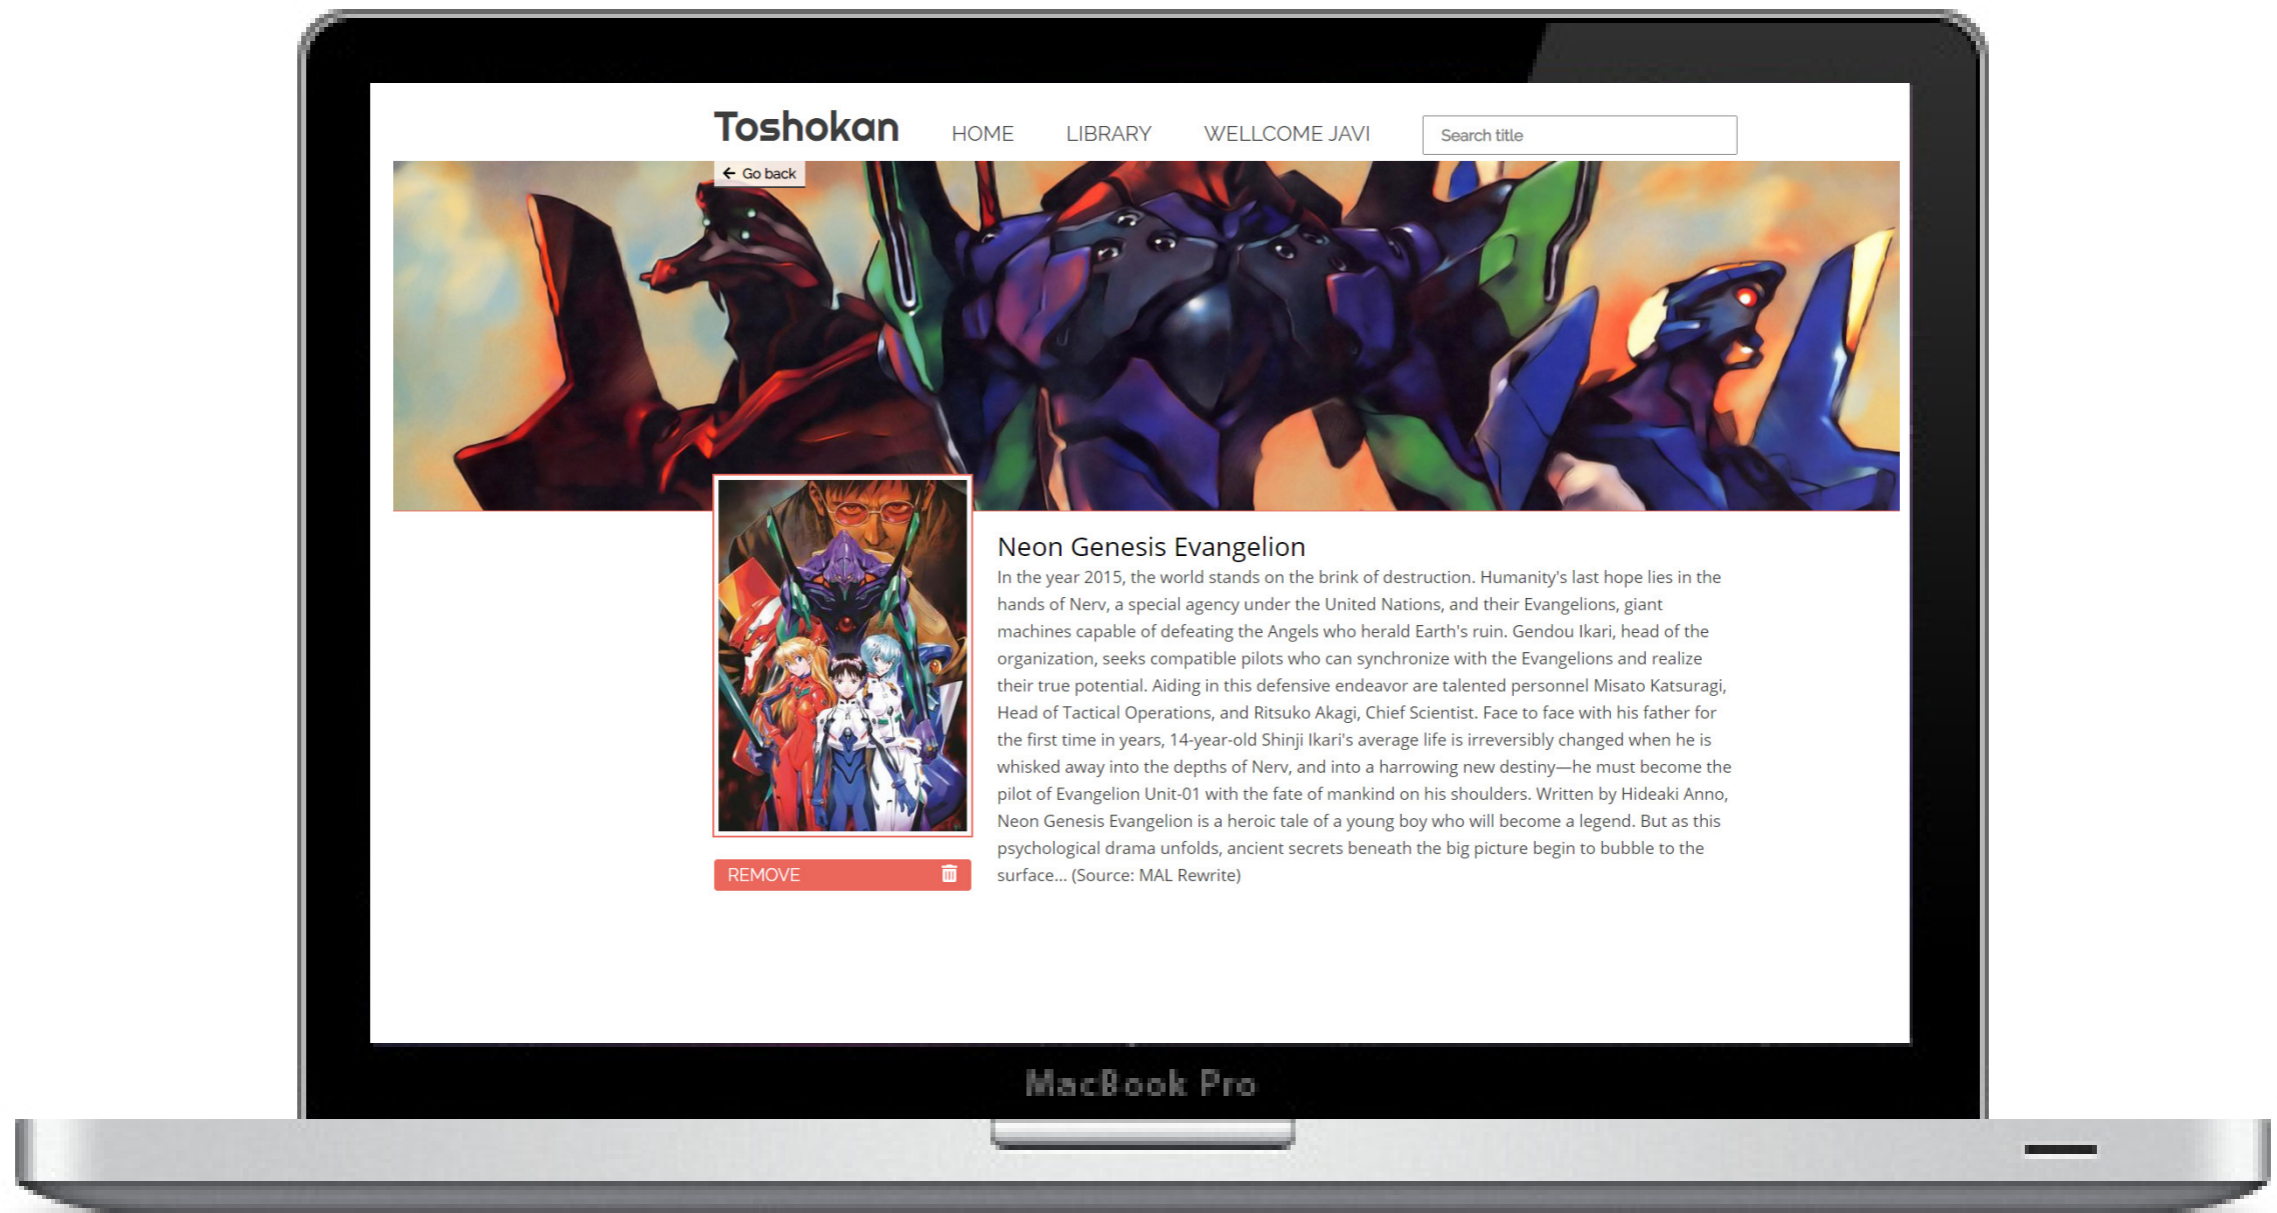 Toshokan
HOME
LIBRARY
WELLCOME JAVI
Search title
Go back
Neon Genesis Evangelion
In the year 2015, the world stands on the brink of destruction. Humanity's last hope lies in the
hands of Nerv, a special agency under the United Nations, and their Evangelions, giant
machines capable of defeating the Angels who herald Earth's ruin. Gendou Ikari, head of the
organization, seeks compatible pilots who can synchronize with the Evangelions and realize
their true potential. Aiding in this defensive endeavor are talented personnel Misato Katsuragi,
Head of Tactical Operations, and Ritsuko Akagi, Chief Scientist. Face to face with his father for
the first time in years, 14-year-old Shinji Ikari's average life is irreversibly changed when he is
whisked away into the depths of Nerv, and into a harrowing new destiny—he must become the
pilot of Evangelion Unit-01 with the fate of mankind on his shoulders. Written by Hideaki Anno,
Neon Genesis Evangelion is a heroic tale of a young boy who will become a legend. But as this
psychological drama unfolds, ancient secrets beneath the big picture begin to bubble to the
surface... (Source: MAL Rewrite)
REMOVE
MacBook Pro